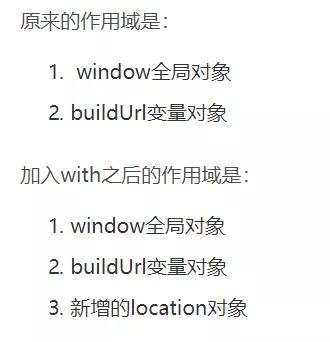 原来的作用域是：
1. window全局对象
2. buildUrl变量对象
加入with之后的作用域是：
1. window全局对象
2. buildUrl变量对象
3. 新增的location对象